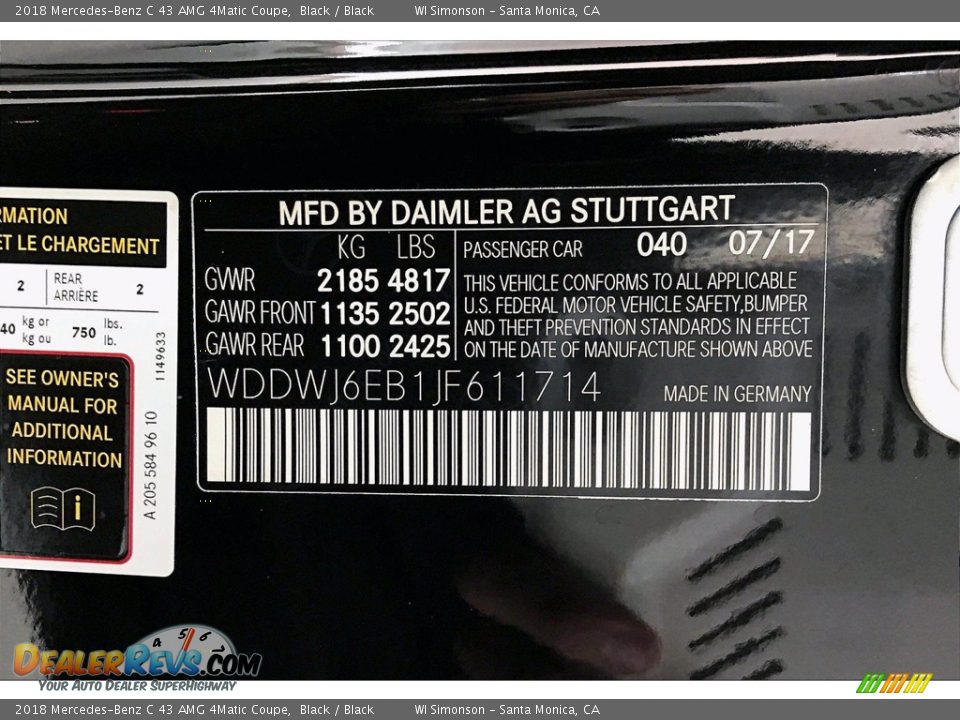 2018 Mercedes-Benz C 43 AMG 4Matic Coupe, Black / Black WI Simonson - Santa Monica, CA
MFD BY DAIMLER AG STUTTGART
KG LBS
GVWR 2185 4817
GAWR FRONT 1135 2502
GAWR REAR 1100 2425
PASSENGER CAR 040 07/17
THIS VEHICLE CONFORMS TO ALL APPLICABLE
U.S. FEDERAL MOTOR VEHICLE SAFETY,BUMPER
AND THEFT PREVENTION STANDARDS IN EFFECT
ON THE DATE OF MANUFACTURE SHOWN ABOVE
WDDWJ6EB1JF611714 MADE IN GERMANY
RMATION
ET LE CHARGEMENT
2 REAR 2
ARRIÈRE
40 kg or 750 lbs.
kg ou lb.
SEE OWNER'S
MANUAL FOR
ADDITIONAL
INFORMATION
i
1149633
A 205 584 96 10
4 5 6
DEALERREVS.COM
YOUR AUTO DEALER SUPERHIGHWAY
2018 Mercedes-Benz C 43 AMG 4Matic Coupe, Black / Black WI Simonson - Santa Monica, CA